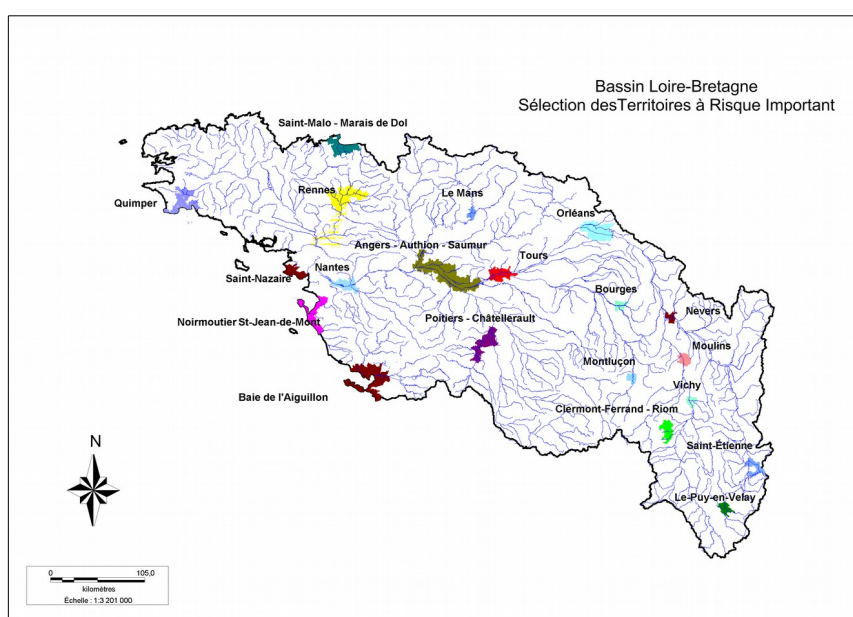 Bassin Loire-Bretagne
Sélection desTerritoires à Risque Important
Saint-Malo - Marais de Dol
Rennes
Le Mans
Quimper
Orléans
Angers - Authion - Saumur
Tours
Nantes
Saint-Nazaire
Bourges
Nevers
Noirmoutier St-Jean-de-Mont
Poitiers - Châtellerault
Moulins
Montluçon
Vichy
Baie de l'Aiguillon
Clermont-Ferrand - Riom
Saint-Étienne
Le-Puy-en-Velay
N
0 105,0
kilomètres
Échelle : 1:3 201 000